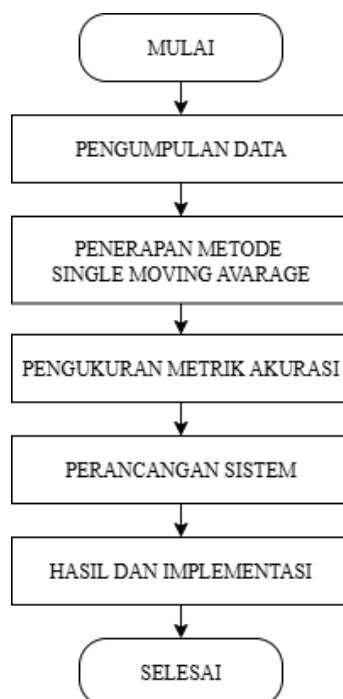 MULAI
PENGUMPULAN DATA
PENERAPAN METODE
SINGLE MOVING AVARAGE
PENGUKURAN METRIK AKURASI
PERANCANGAN SISTEM
HASIL DAN IMPLEMENTASI
SELESAI